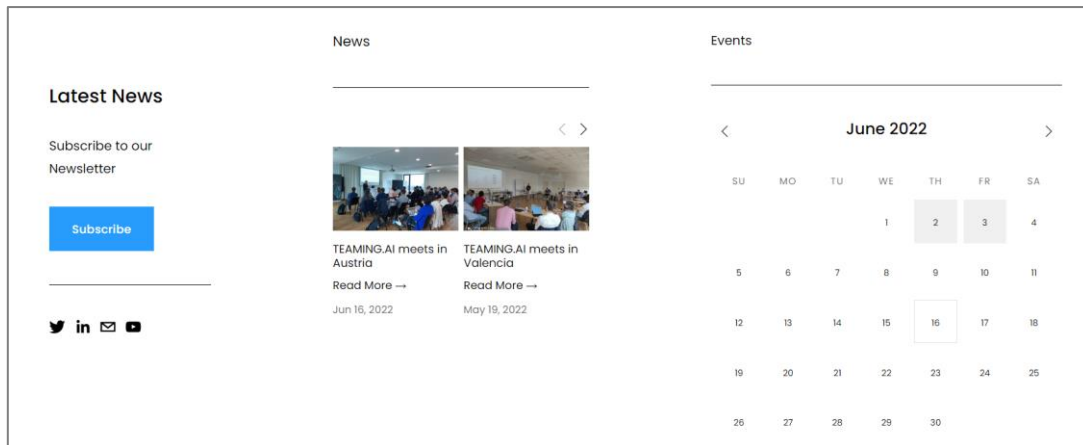 Latest News
Subscribe to our
Newsletter
Subscribe
in
News
TEAMING.AI meets in
Austria
Read More →
Jun 16, 2022
TEAMING.AI meets in
Valencia
Read More →
May 19, 2022
Events
June 2022
SU MO TU WE TH FR SA
1 2 3 4
5 6 7 8 9 10 11
12 13 14 15 16 17 18
19 20 21 22 23 24 25
26 27 28 29 30